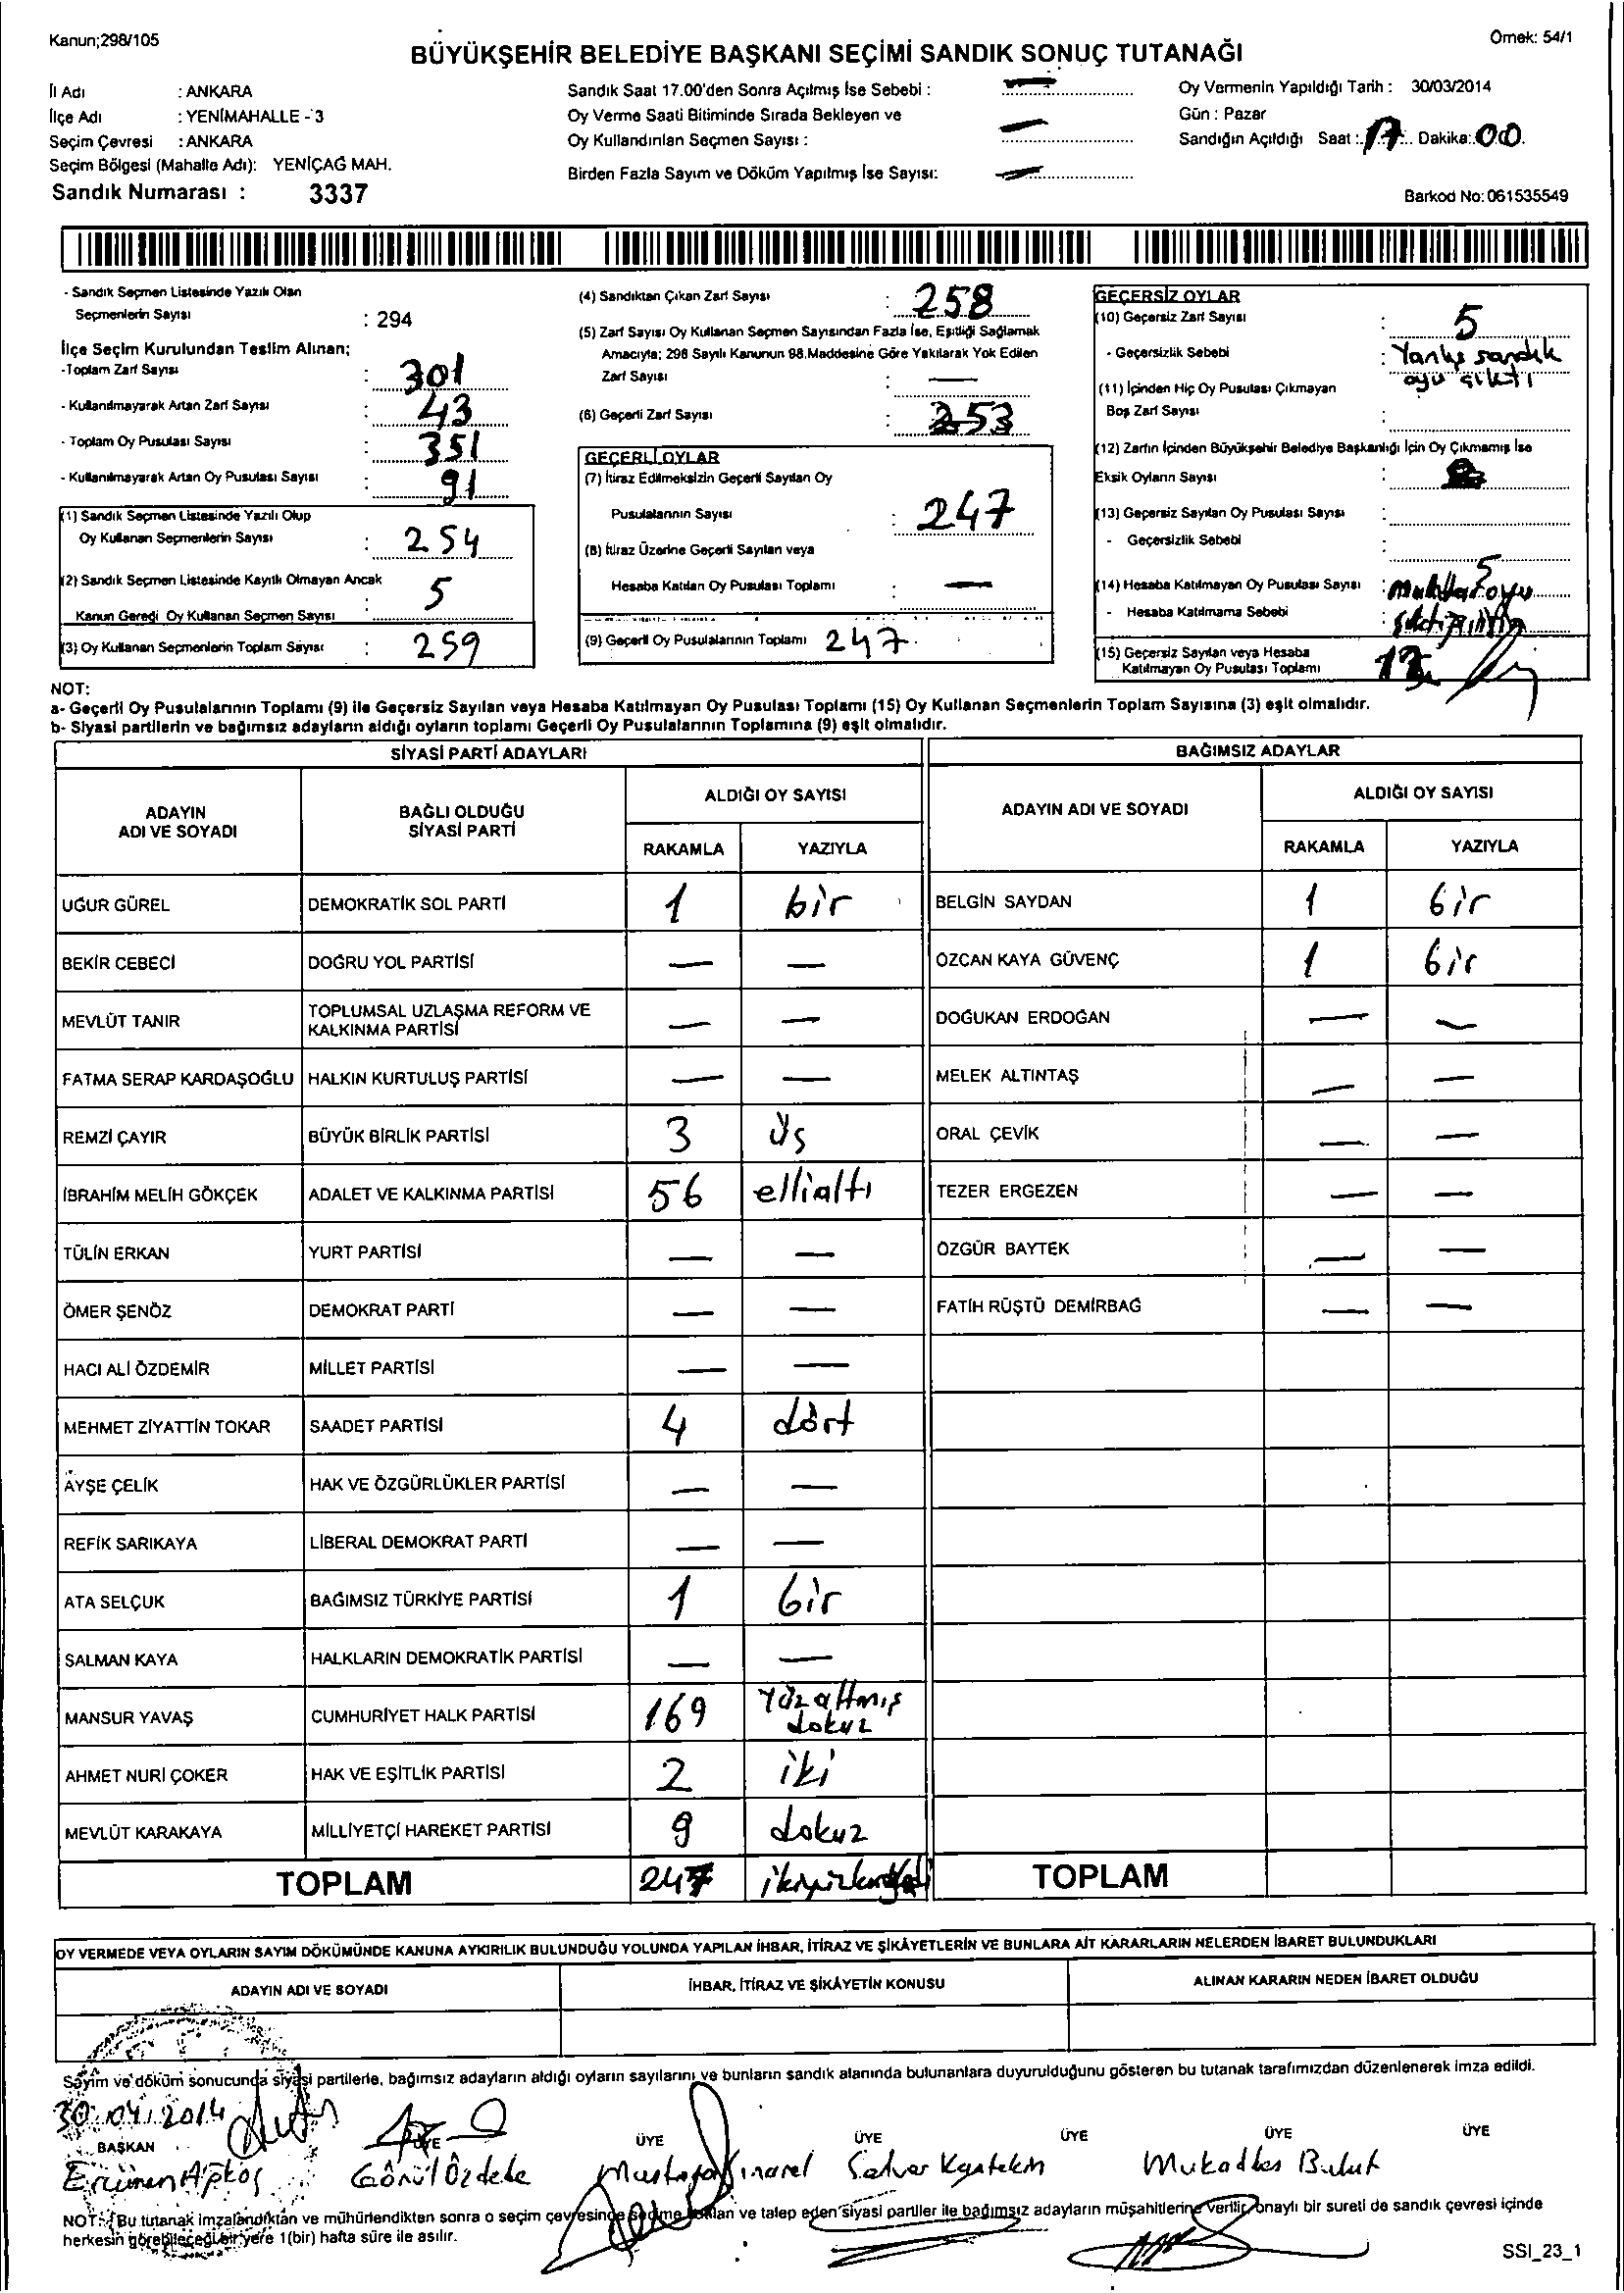 Kanun;298/105
Örnek: 54/1
BÜYÜKŞEHİR BELEDİYE BAŞKANI SEÇİMİ SANDIK SONUÇ TUTANAĞI
İl Adı : ANKARA
İlçe Adı : YENİMAHALLE - 3
Seçim Çevresi : ANKARA
Seçim Bölgesi (Mahalle Adı): YENİÇAĞ MAH.
Sandık Numarası : 3337
Sandık Saat 17.00'den Sonra Açılmış İse Sebebi : —
Oy Verme Saati Bitiminde Sırada Bekleyen ve
Oy Kullandırılan Seçmen Sayısı : —
Birden Fazla Sayım ve Döküm Yapılmış İse Sayısı: —
Oy Vermenin Yapıldığı Tarih : 30/03/2014
Gün : Pazar
Sandığın Açıldığı Saat : 17 Dakika: 00
Barkod No: 061535549
- Sandık Seçmen Listesinde Yazılı Olan
Seçmenlerin Sayısı : 294
İlçe Seçim Kurulundan Teslim Alınan;
-Toplam Zarf Sayısı : 301
- Kullanılmayarak Artan Zarf Sayısı : 43
- Toplam Oy Pusulası Sayısı : 351
- Kullanılmayarak Artan Oy Pusulası Sayısı : 91
(1) Sandık Seçmen Listesinde Yazılı Olup
Oy Kullanan Seçmenlerin Sayısı : 254
(2) Sandık Seçmen Listesinde Kayıtlı Olmayan Ancak
Kanun Geredi Oy Kullanan Seçmen Sayısı : 5
(3) Oy Kullanan Seçmenlerin Toplam Sayısı : 259
(4) Sandıktan Çıkan Zarf Sayısı : 258
(5) Zarf Sayısı Oy Kullanan Seçmen Sayısından Fazla İse, Eşitliği Sağlamak
Amacıyla; 298 Sayılı Kanunun 98.Maddesine Göre Yakılarak Yok Edilen
Zarf Sayısı : —
(6) Geçerli Zarf Sayısı : 253
GEÇERLİ OYLAR
(7) İtiraz Edilmeksizin Geçerli Sayılan Oy
Pusulalarının Sayısı : 247
(8) İtiraz Üzerine Geçerli Sayılan veya
Hesaba Katılan Oy Pusulası Toplamı : —
(9) Geçerli Oy Pusulalarının Toplamı 247
GEÇERSİZ OYLAR
(10) Geçersiz Zarf Sayısı : 5
- Geçersizlik Sebebi : Yanlış sandık
oyu çıktı
(11) İçinden Hiç Oy Pusulası Çıkmayan
Boş Zarf Sayısı :
(12) Zarfın İçinden Büyükşehir Belediye Başkanlığı İçin Oy Çıkmamış İse
Eksik Oyların Sayısı :
(13) Geçersiz Sayılan Oy Pusulası Sayısı :
- Geçersizlik Sebebi :
(14) Hesaba Katılmayan Oy Pusulası Sayısı : 5
- Hesaba Katılmama Sebebi : Muhtar oyu
(15) Geçersiz Sayılan veya Hesaba
Katılmayan Oy Pusulası Toplamı
NOT:
a- Geçerli Oy Pusulalarının Toplamı (9) ile Geçersiz Sayılan veya Hesaba Katılmayan Oy Pusulası Toplamı (15) Oy Kullanan Seçmenlerin Toplam Sayısına (3) eşit olmalıdır.
b- Siyasi partilerin ve bağımsız adayların aldığı oyların toplamı Geçerli Oy Pusulalarının Toplamına (9) eşit olmalıdır.
SİYASİ PARTİ ADAYLARI
BAĞIMSIZ ADAYLAR
ADAYIN
ADI VE SOYADI
BAĞLI OLDUĞU
SİYASİ PARTİ
ALDIĞI OY SAYISI
RAKAMLA YAZIYLA
ADAYIN ADI VE SOYADI
ALDIĞI OY SAYISI
RAKAMLA YAZIYLA
UĞUR GÜREL DEMOKRATİK SOL PARTİ 1 bir BELGİN SAYDAN 1 bir
BEKİR CEBECİ DOĞRU YOL PARTİSİ — — ÖZCAN KAYA GÜVENÇ 1 bir
MEVLÜT TANIR TOPLUMSAL UZLAŞMA REFORM VE KALKINMA PARTİSİ — — DOĞUKAN ERDOĞAN — —
FATMA SERAP KARDAŞOĞLU HALKIN KURTULUŞ PARTİSİ — — MELEK ALTINTAŞ — —
REMZİ ÇAYIR BÜYÜK BİRLİK PARTİSİ 3 üç ORAL ÇEVİK — —
İBRAHİM MELİH GÖKÇEK ADALET VE KALKINMA PARTİSİ 56 ellialtı TEZER ERGEZEN — —
TÜLİN ERKAN YURT PARTİSİ — — ÖZGÜR BAYTEK — —
ÖMER ŞENÖZ DEMOKRAT PARTİ — — FATİH RÜŞTÜ DEMİRBAĞ — —
HACI ALİ ÖZDEMİR MİLLET PARTİSİ — —
MEHMET ZİYATTİN TOKAR SAADET PARTİSİ 4 dört
AYŞE ÇELİK HAK VE ÖZGÜRLÜKLER PARTİSİ — —
REFİK SARIKAYA LİBERAL DEMOKRAT PARTİ — —
ATA SELÇUK BAĞIMSIZ TÜRKİYE PARTİSİ 1 bir
SALMAN KAYA HALKLARIN DEMOKRATİK PARTİSİ — —
MANSUR YAVAŞ CUMHURİYET HALK PARTİSİ 169 Yüzaltmış dokuz
AHMET NURİ ÇOKER HAK VE EŞİTLİK PARTİSİ 2 iki
MEVLÜT KARAKAYA MİLLİYETÇİ HAREKET PARTİSİ 9 dokuz
TOPLAM 247 TOPLAM
OY VERMEDE VEYA OYLARIN SAYIM DÖKÜMÜNDE KANUNA AYKIRILIK BULUNDUĞU YOLUNDA YAPILAN İHBAR, İTİRAZ VE ŞİKÂYETLERİN VE BUNLARA AİT KARARLARIN NELERDEN İBARET BULUNDUKLARI
ADAYIN ADI VE SOYADI İHBAR, İTİRAZ VE ŞİKÂYETİN KONUSU ALINAN KARARIN NEDEN İBARET OLDUĞU
Sayım ve döküm sonucunda siyasi partilerle, bağımsız adayların aldığı oyların sayılarını ve bunların sandık alanında bulunanlara duyurulduğunu gösteren bu tutanak tarafımızdan düzenlenerek imza edildi.
30.04.2014
BAŞKAN ÜYE ÜYE ÜYE ÜYE ÜYE ÜYE
Gönül Özdede Mustafa Mukaddes Bulut
NOT: Bu tutanak imzalandıktan ve mühürlendikten sonra o seçim çevresinde seçime katılan ve talep eden siyasi partiler ile bağımsız adayların müşahitlerine verilir, onaylı bir sureti de sandık çevresi içinde
herkesin görebileceği bir yere 1(bir) hafta süre ile asılır.
SSI_23_1